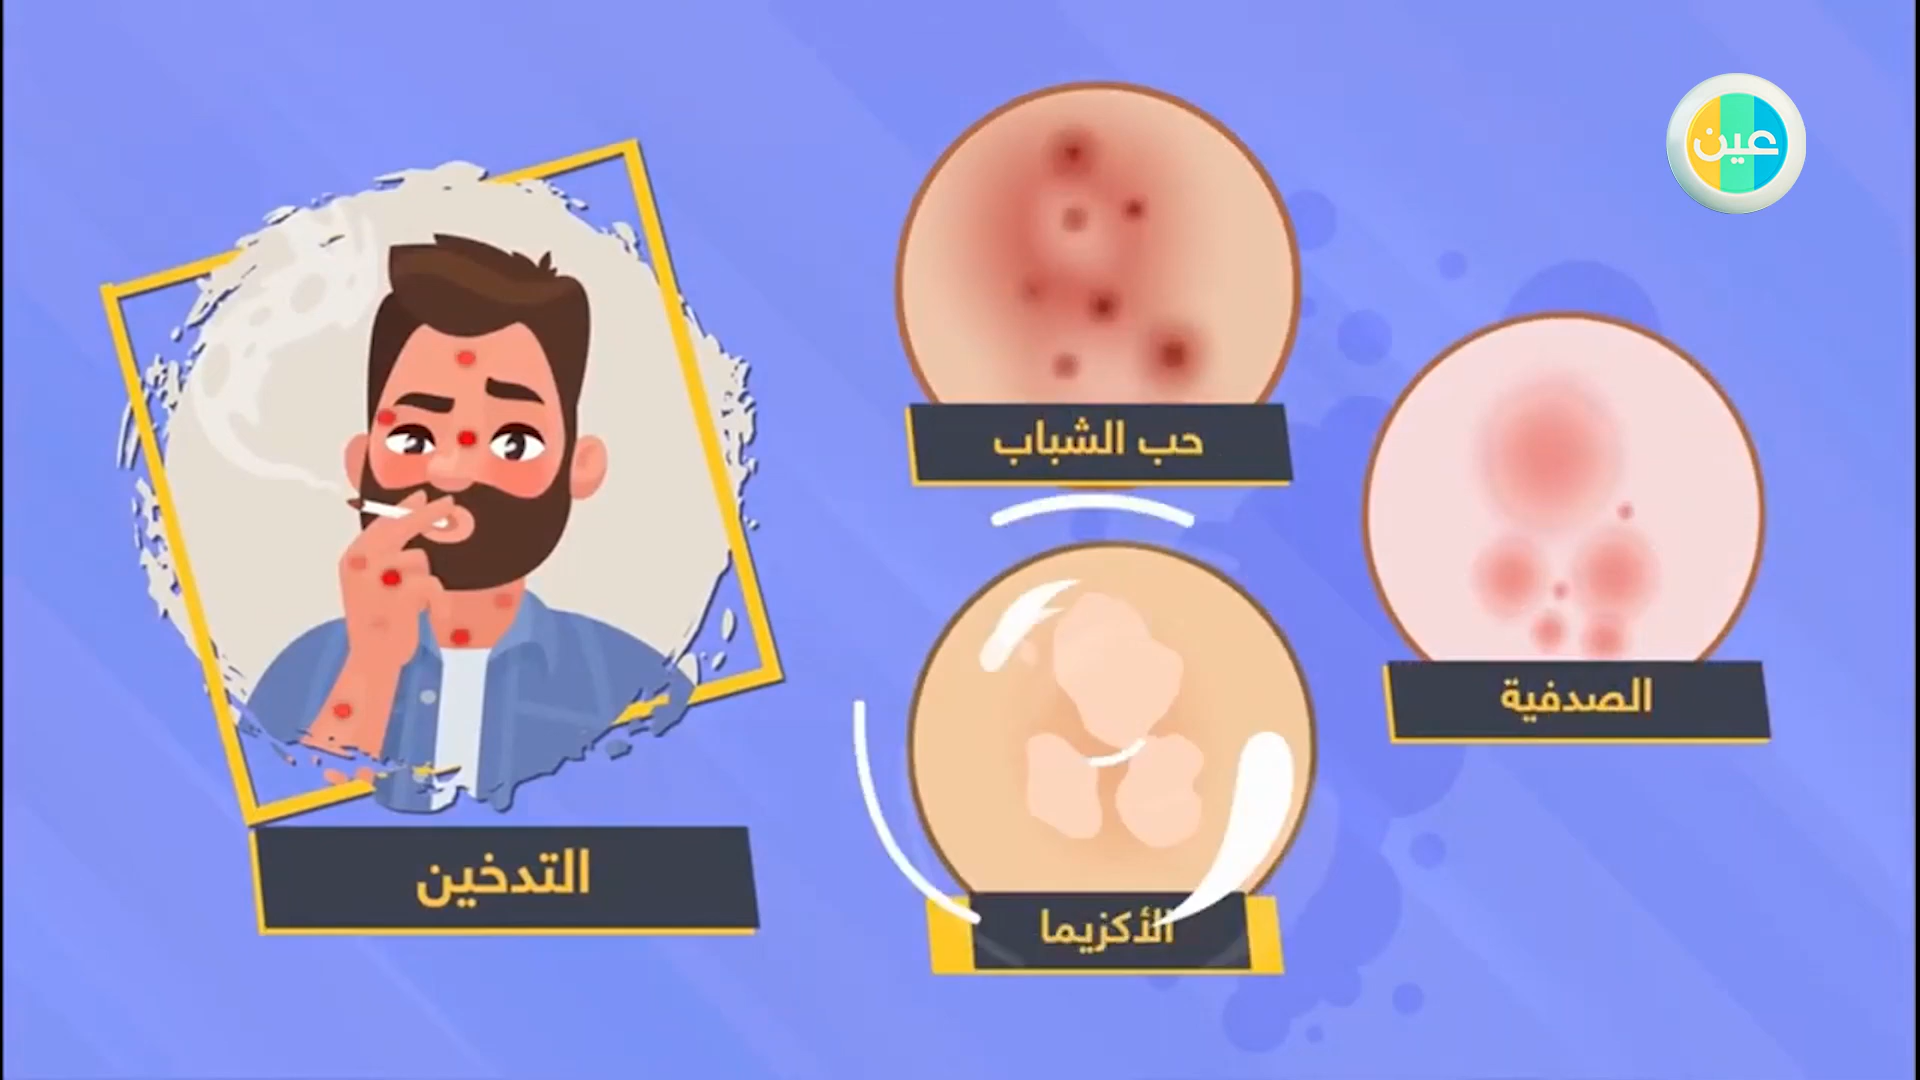 عين
حب الشباب
الصدفية
التدخين
الأكزيما